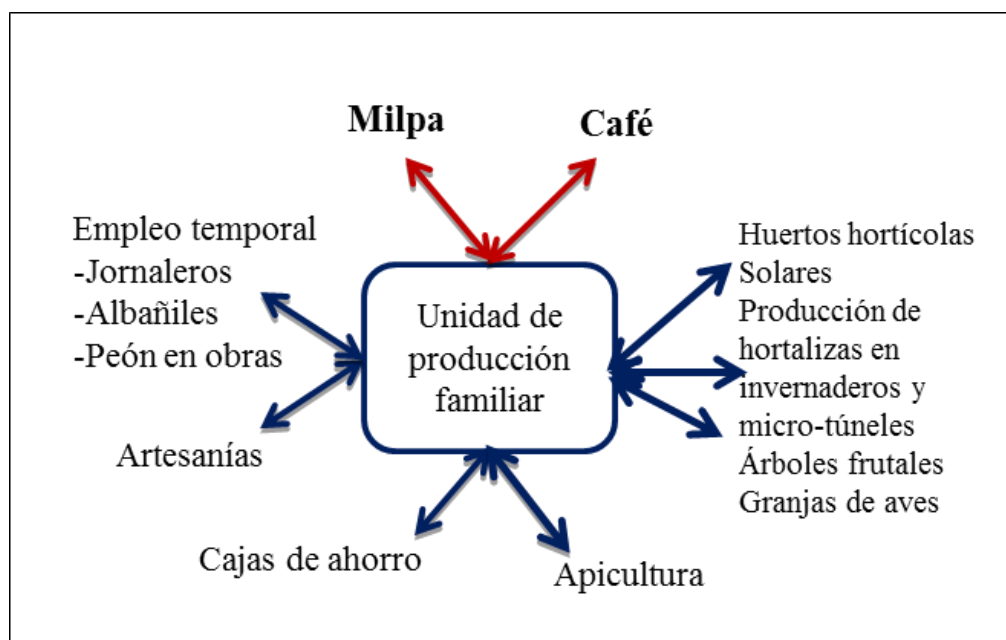 Milpa
Café
Empleo temporal
-Jornaleros
-Albañiles
-Peón en obras
Artesanías
Unidad de
producción
familiar
Huertos hortícolas
Solares
Producción de
hortalizas en
invernaderos y
micro-túneles
Árboles frutales
Granjas de aves
Cajas de ahorro
Apicultura